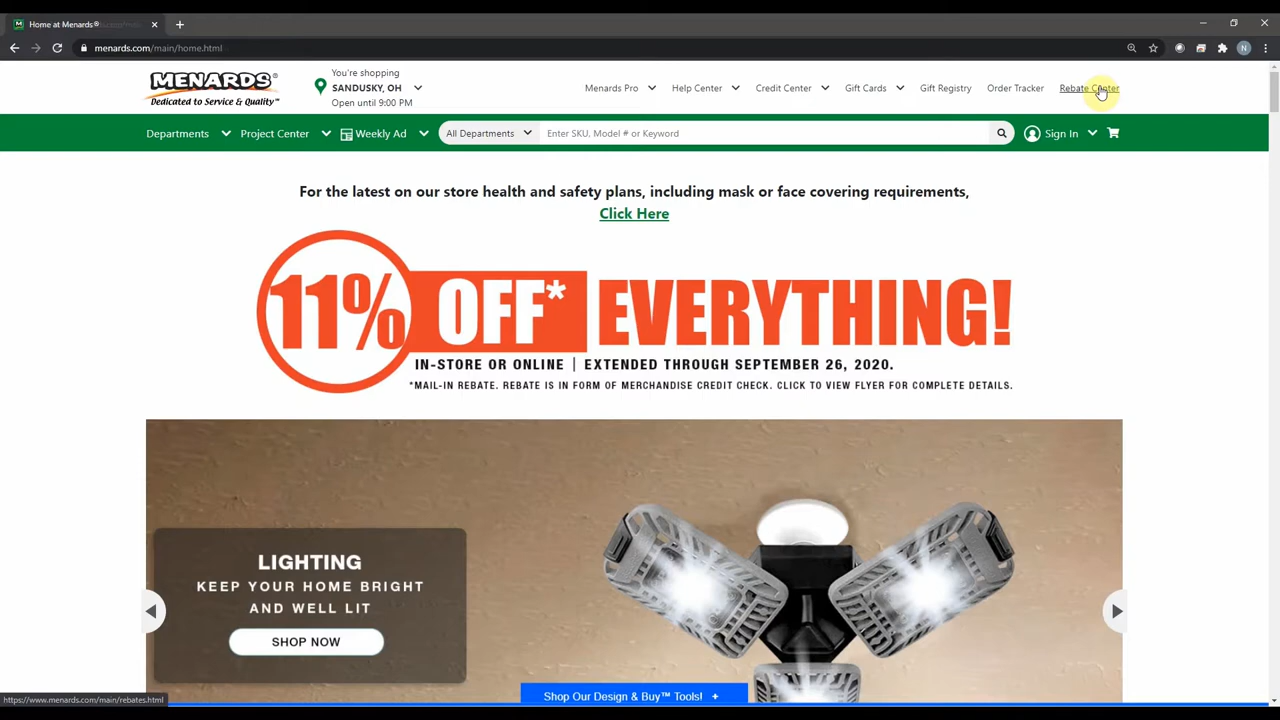 Home at Menards®
menards.com/main/home.html
N
MENARDS
Dedicated to Service & Quality™
You're shopping
SANDUSKY, OH
Open until 9:00 PM
Menards Pro
Help Center
Credit Center
Gift Cards
Gift Registry
Order Tracker
Rebate Center
Departments
Project Center
Weekly Ad
All Departments
Enter SKU, Model # or Keyword
Sign In
For the latest on our store health and safety plans, including mask or face covering requirements,
Click Here
11% OFF* EVERYTHING!
IN-STORE OR ONLINE | EXTENDED THROUGH SEPTEMBER 26, 2020.
*MAIL-IN REBATE. REBATE IS IN FORM OF MERCHANDISE CREDIT CHECK. CLICK TO VIEW FLYER FOR COMPLETE DETAILS.
LIGHTING
KEEP YOUR HOME BRIGHT
AND WELL LIT
SHOP NOW
Shop Our Design & Buy™ Tools! +
https://www.menards.com/main/rebates.html